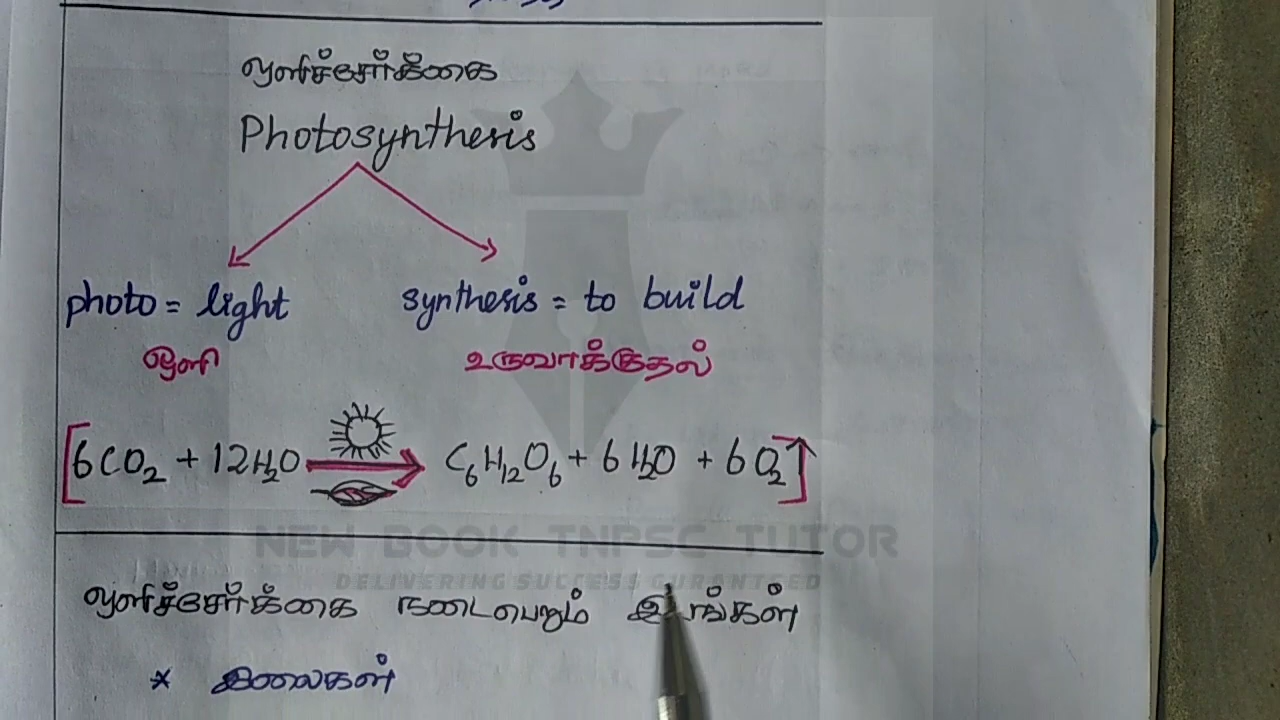 ஒளிச்சேர்க்கை
Photosynthesis
photo = light synthesis = to build
ஒளி உருவாக்குதல்
6CO₂ + 12H₂O → C₆H₁₂O₆ + 6H₂O + 6O₂↑
NEW BOOK TNPSC TUTOR
DELIVERING SUCCESS GURANTEED
ஒளிச்சேர்க்கை நடைபெறும் இடங்கள்
* இலைகள்